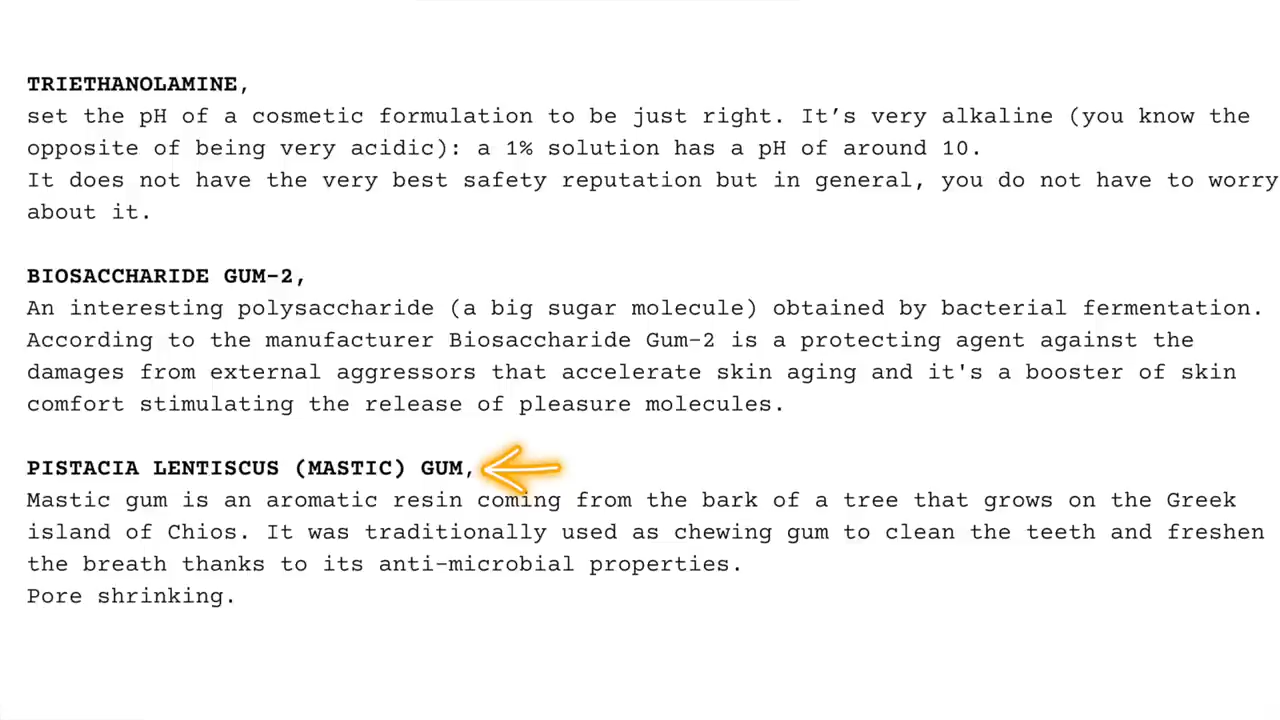 TRIETHANOLAMINE,
set the pH of a cosmetic formulation to be just right. It’s very alkaline (you know the
opposite of being very acidic): a 1% solution has a pH of around 10.
It does not have the very best safety reputation but in general, you do not have to worry
about it.
BIOSACCHARIDE GUM-2,
An interesting polysaccharide (a big sugar molecule) obtained by bacterial fermentation.
According to the manufacturer Biosaccharide Gum-2 is a protecting agent against the
damages from external aggressors that accelerate skin aging and it's a booster of skin
comfort stimulating the release of pleasure molecules.
PISTACIA LENTISCUS (MASTIC) GUM,
Mastic gum is an aromatic resin coming from the bark of a tree that grows on the Greek
island of Chios. It was traditionally used as chewing gum to clean the teeth and freshen
the breath thanks to its anti-microbial properties.
Pore shrinking.